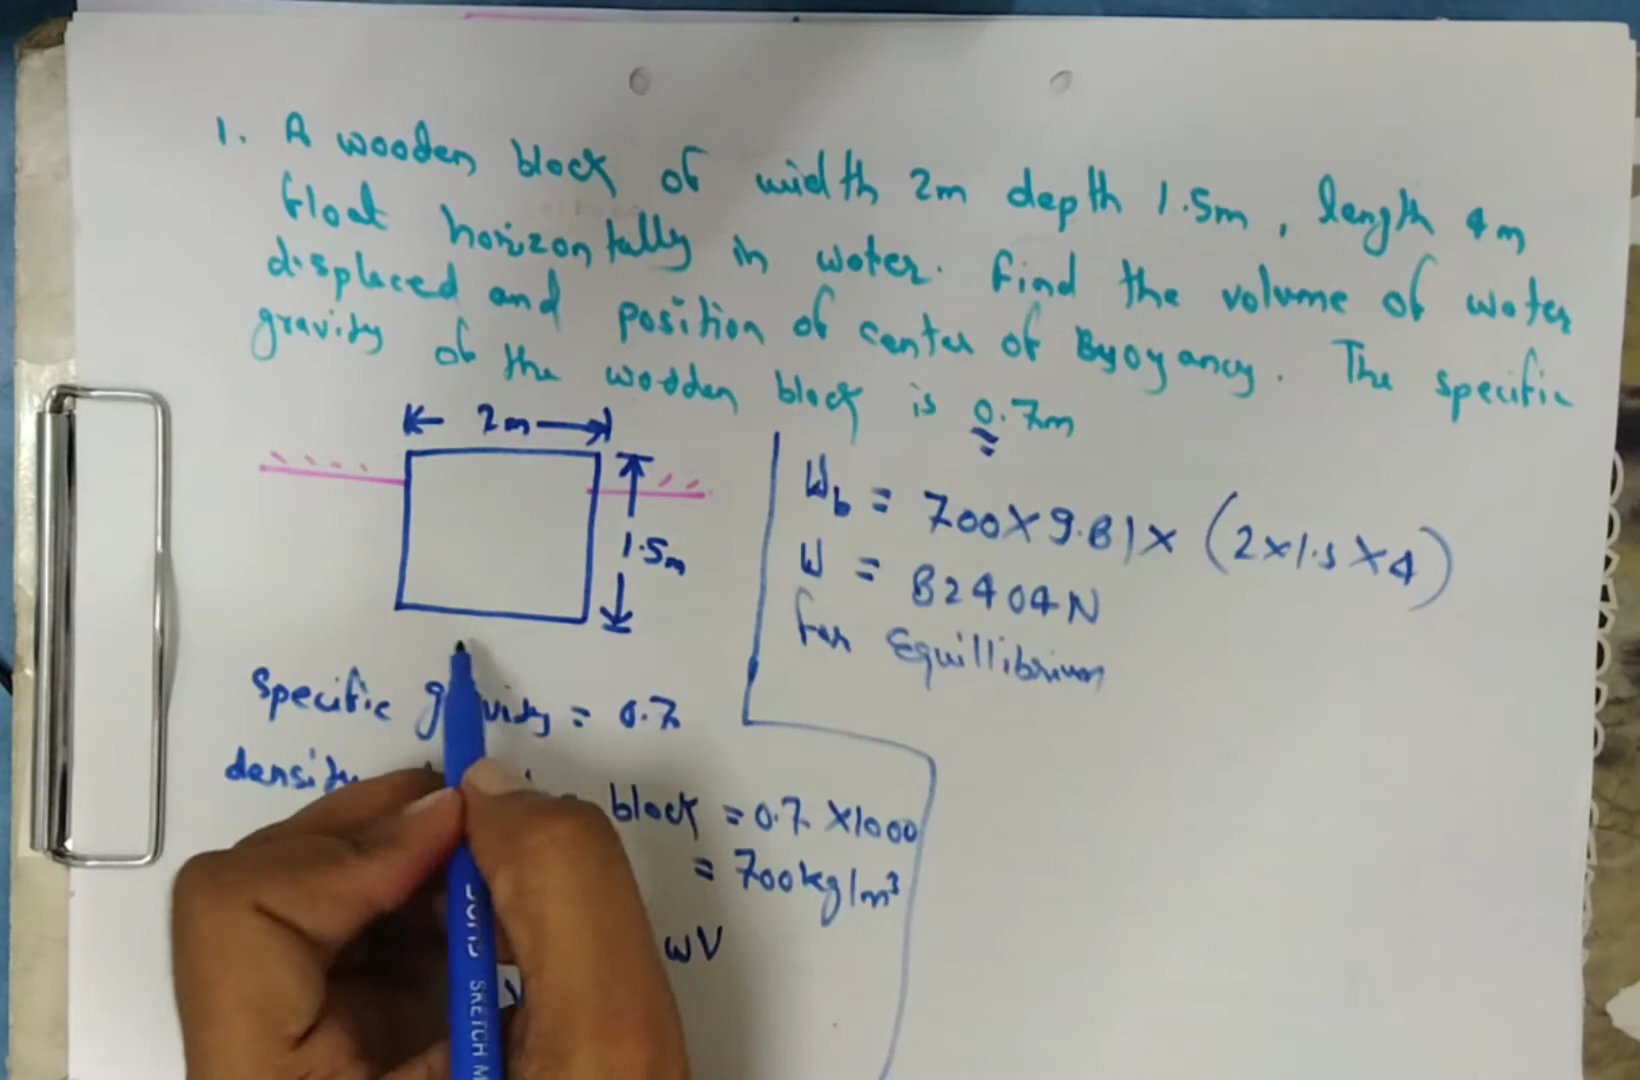 1. A wooden block of width 2m depth 1.5m, length 4m
float horizontally in water. Find the volume of water
displaced and position of center of Byoyancy. The specific
gravity of the wooden block is 0.7m
2m
1.5m
specific gravity = 0.7
density block = 0.7 × 1000
= 700kg/m³
wV
W_b = 700 × 9.81 × (2×1.5×4)
W = 82404N
For Equillibrium
SKETCH